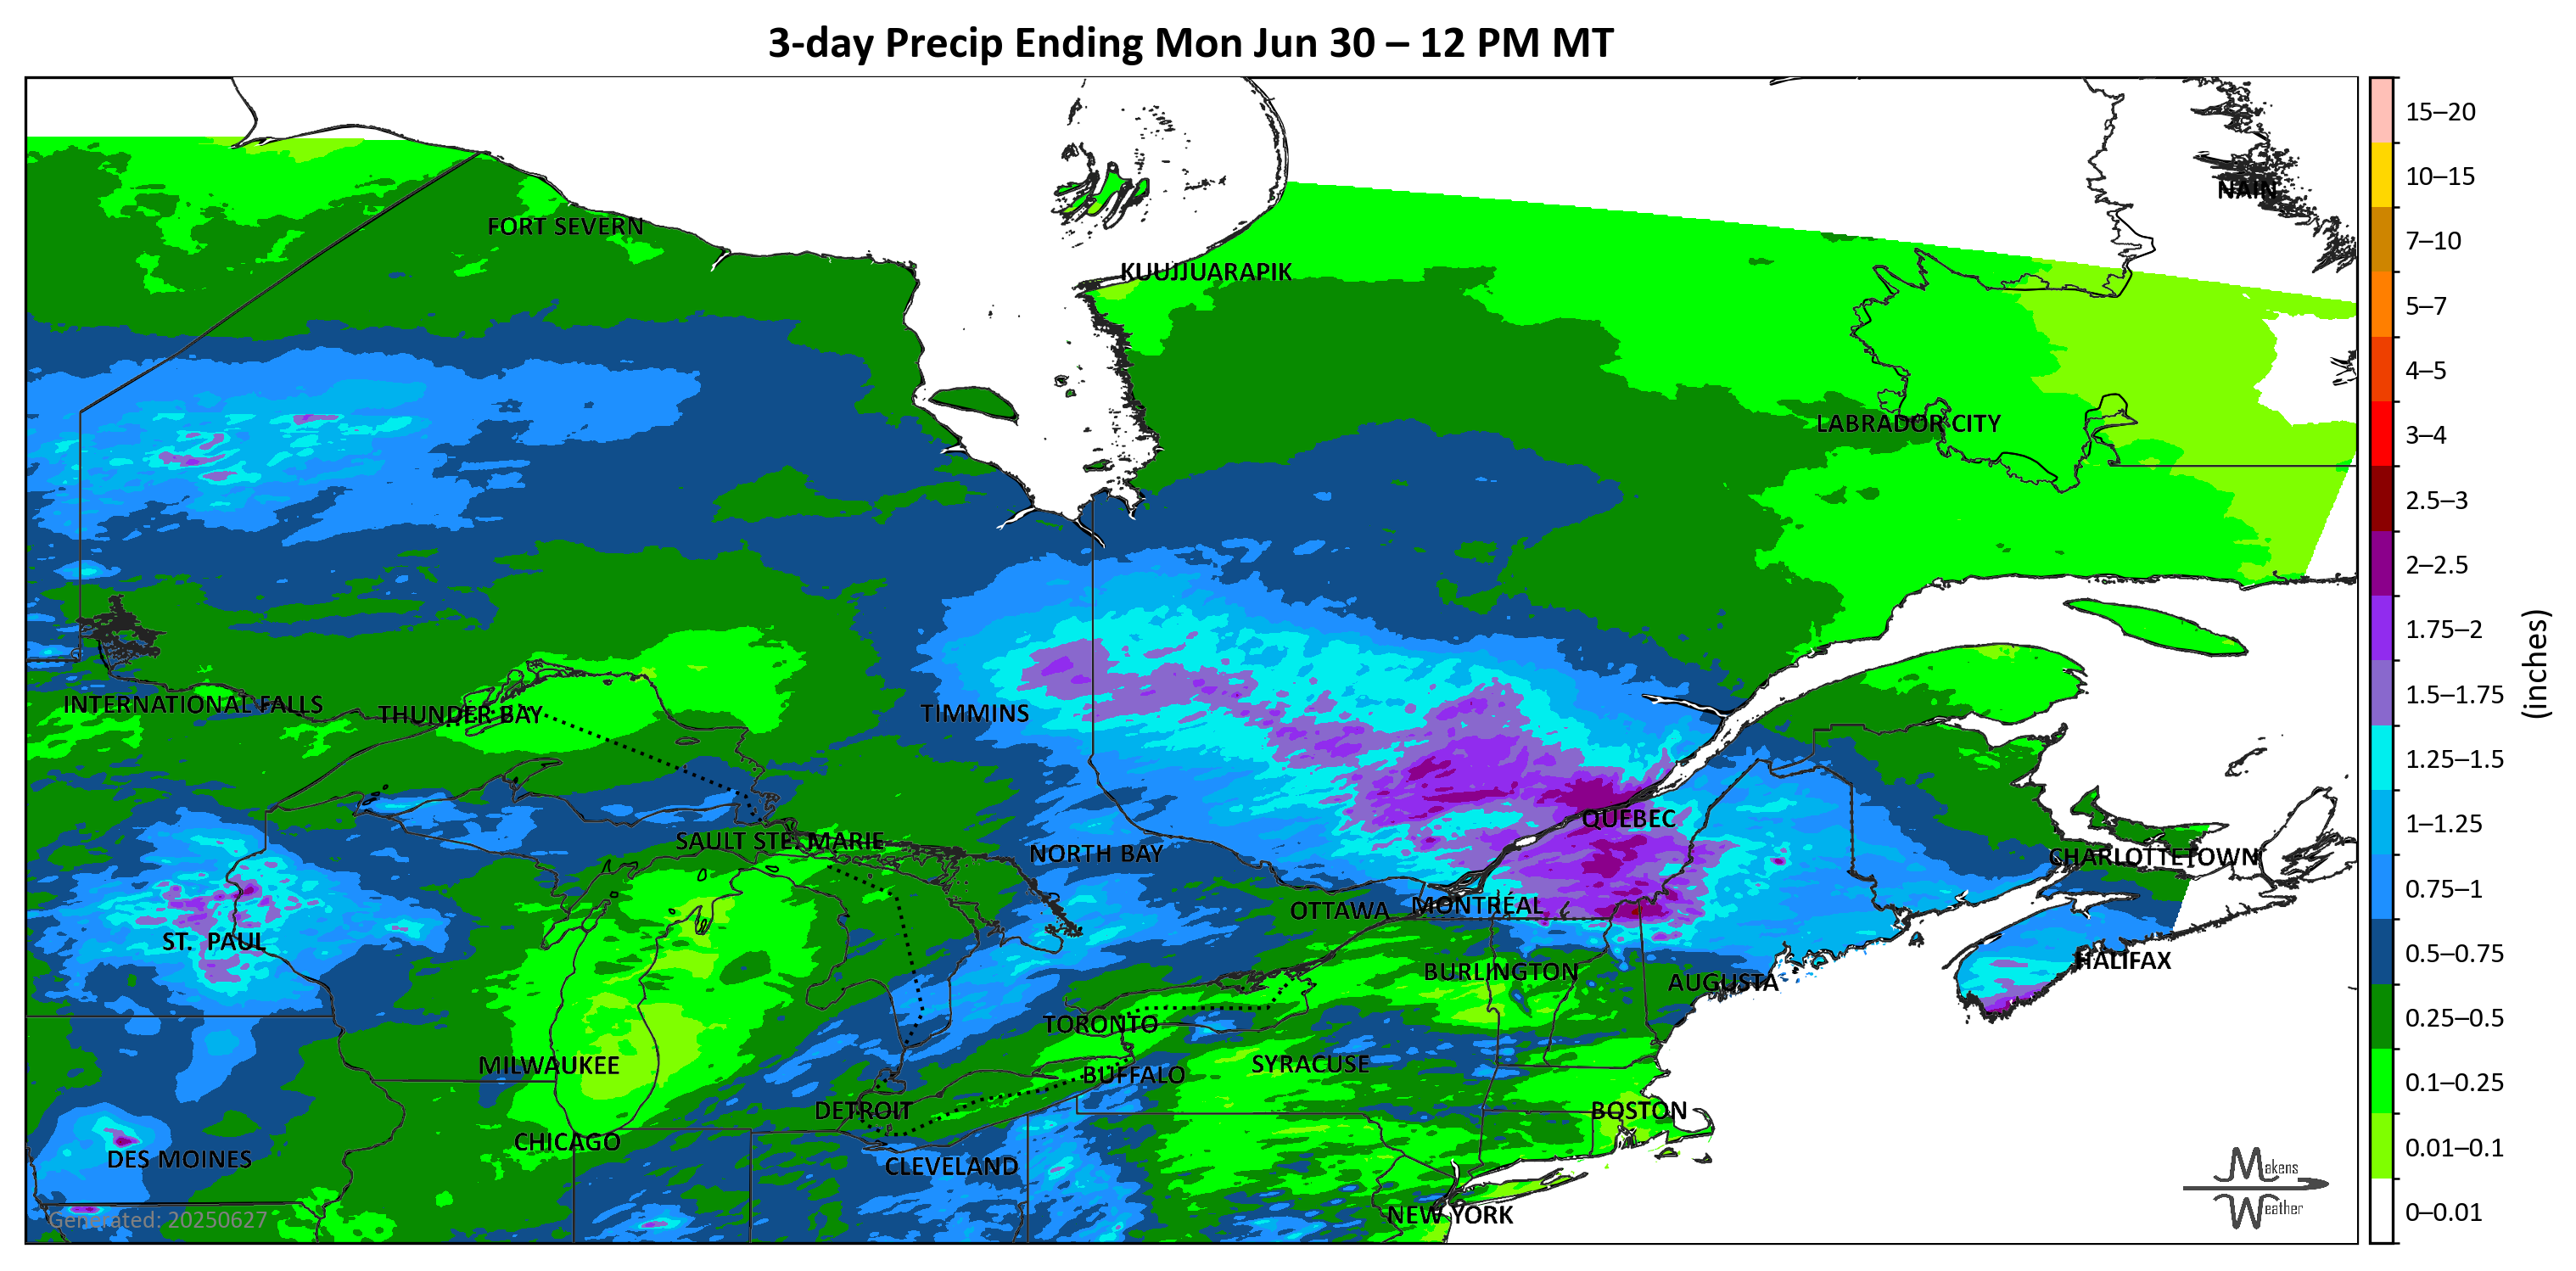 3-day Precip Ending Mon Jun 30 – 12 PM MT
15–20
10–15
NAIN
FORT SEVERN
7–10
KUUJJUARAPIK
5–7
4–5
LABRADOR CITY
3–4
2.5–3
2–2.5
1.75–2
(inches)
1.5–1.75
INTERNATIONAL FALLS
THUNDER BAY
TIMMINS
1.25–1.5
QUEBEC
1–1.25
SAULT STE. MARIE
NORTH BAY
CHARLOTTETOWN
0.75–1
OTTAWA
MONTRÉAL
ST. PAUL
0.5–0.75
HALIFAX
BURLINGTON
AUGUSTA
0.25–0.5
TORONTO
MILWAUKEE
SYRACUSE
BUFFALO
0.1–0.25
DETROIT
BOSTON
CHICAGO
0.01–0.1
DES MOINES
CLEVELAND
Makens
Weather
0–0.01
NEW YORK
Generated: 20250627